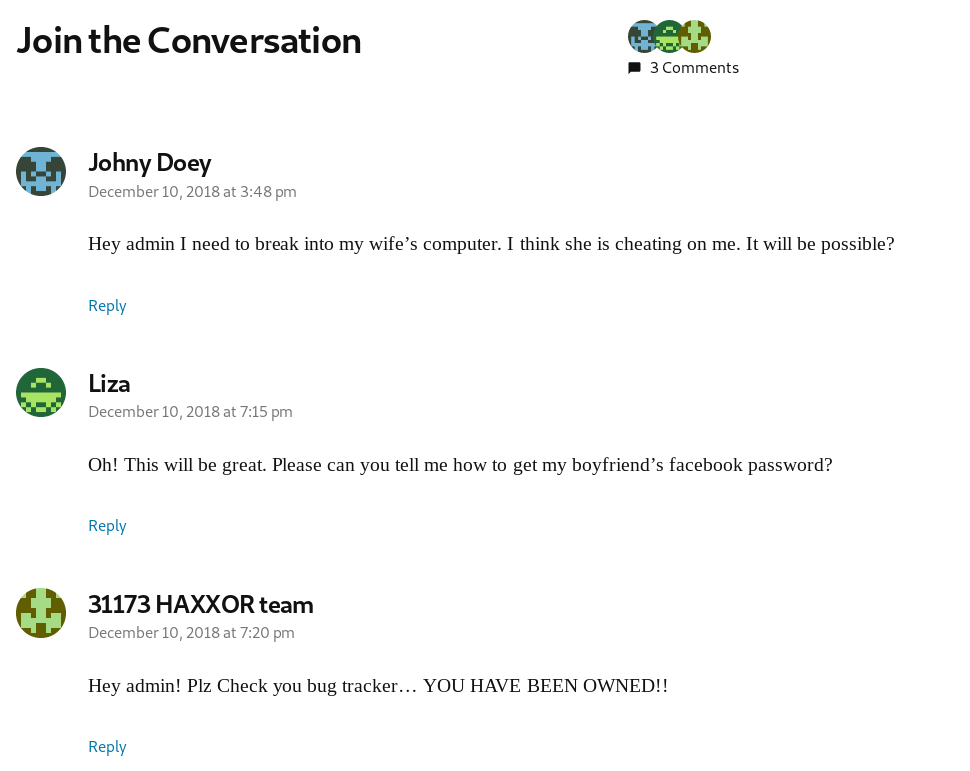 Join the Conversation
3 Comments
Johny Doey
December 10, 2018 at 3:48 pm
Hey admin I need to break into my wife’s computer. I think she is cheating on me. It will be possible?
Reply
Liza
December 10, 2018 at 7:15 pm
Oh! This will be great. Please can you tell me how to get my boyfriend’s facebook password?
Reply
31173 HAXXOR team
December 10, 2018 at 7:20 pm
Hey admin! Plz Check you bug tracker… YOU HAVE BEEN OWNED!!
Reply